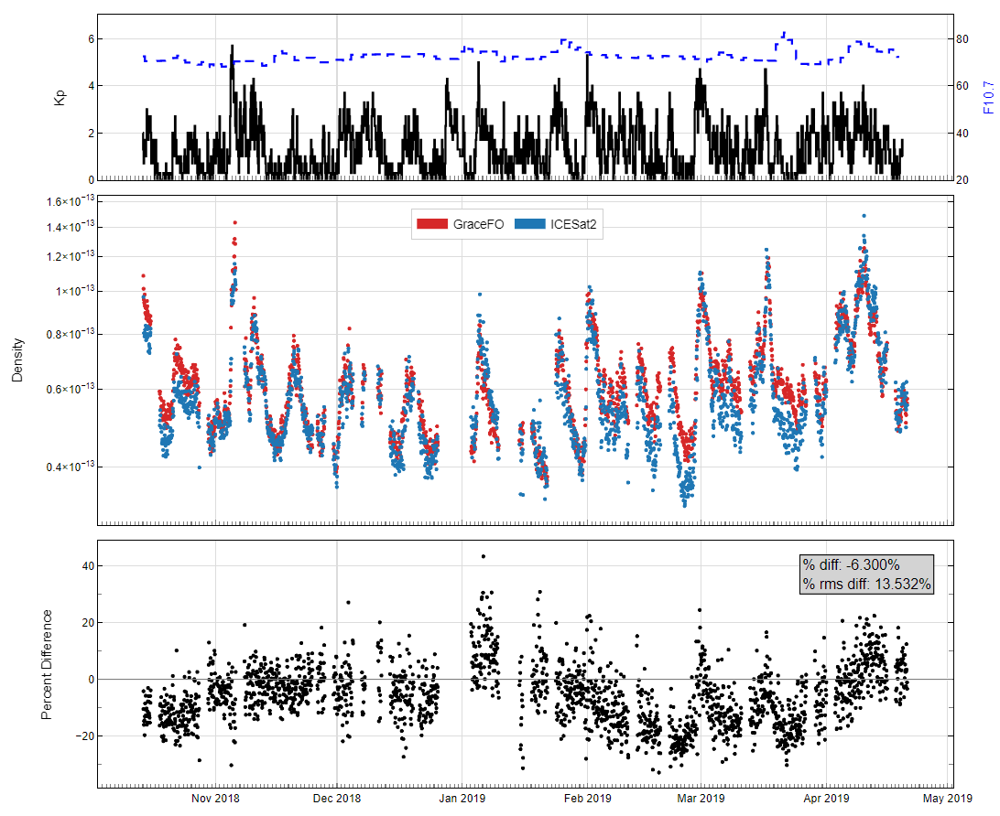 6
4
2
0
Kp
80
60
40
20
F10.7
1.6×10⁻¹³
1.4×10⁻¹³
1.2×10⁻¹³
1×10⁻¹³
0.8×10⁻¹³
0.6×10⁻¹³
0.4×10⁻¹³
Density
GraceFO ICESat2
40
20
0
−20
Percent Difference
% diff: -6.300%
% rms diff: 13.532%
Nov 2018 Dec 2018 Jan 2019 Feb 2019 Mar 2019 Apr 2019 May 2019